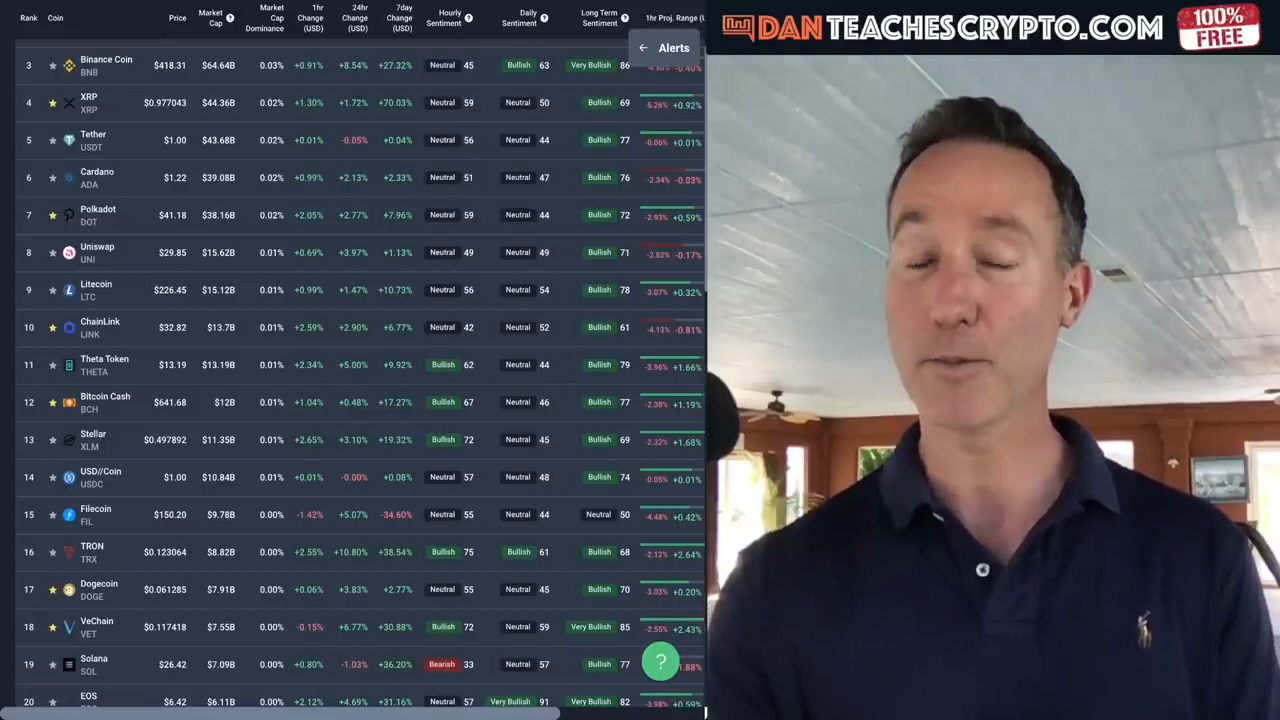 Rank Coin Price Market Cap ? Market Cap Dominance 1hr Change (USD) 24hr Change (USD) 7day Change (USD) Hourly Sentiment ? Daily Sentiment ? Long Term Sentiment ? 1hr Proj. Range (
← Alerts
3 Binance Coin BNB $418.31 $64.64B 0.03% +0.91% +8.54% +27.32% Neutral 45 Bullish 63 Very Bullish 86
4 XRP XRP $0.977043 $44.36B 0.02% +1.30% +1.72% +70.03% Neutral 59 Neutral 50 Bullish 69 -5.26% +0.92%
5 Tether USDT $1.00 $43.68B 0.02% +0.01% -0.05% +0.04% Neutral 56 Neutral 44 Bullish 77 -0.06% +0.01%
6 Cardano ADA $1.22 $39.08B 0.02% +0.99% +2.13% +2.33% Neutral 51 Neutral 47 Bullish 76 -2.34% -0.03%
7 Polkadot DOT $41.18 $38.16B 0.02% +2.05% +2.77% +7.96% Neutral 59 Neutral 44 Bullish 72 -2.93% +0.59%
8 Uniswap UNI $29.85 $15.62B 0.01% +0.69% +3.97% +1.13% Neutral 49 Neutral 49 Bullish 71 -2.82% -0.17%
9 Litecoin LTC $226.45 $15.12B 0.01% +0.99% +1.47% +10.73% Neutral 56 Neutral 54 Bullish 78 -3.07% +0.32%
10 ChainLink LINK $32.82 $13.7B 0.01% +2.59% +2.90% +6.77% Neutral 42 Neutral 52 Bullish 61 -4.13% -0.81%
11 Theta Token THETA $13.19 $13.19B 0.01% +2.34% +5.00% +9.92% Bullish 62 Neutral 44 Bullish 79 -3.96% +1.66%
12 Bitcoin Cash BCH $641.68 $12B 0.01% +1.04% +0.48% +17.27% Bullish 67 Neutral 46 Bullish 77 -2.38% +1.19%
13 Stellar XLM $0.497892 $11.35B 0.01% +2.65% +3.10% +19.32% Bullish 72 Neutral 45 Bullish 69 -2.32% +1.68%
14 USD//Coin USDC $1.00 $10.84B 0.01% +0.01% -0.00% +0.08% Neutral 57 Neutral 48 Bullish 74 -0.05% +0.01%
15 Filecoin FIL $150.20 $9.78B 0.00% -1.42% +5.07% -34.60% Neutral 55 Neutral 44 Neutral 50 -4.48% +0.42%
16 TRON TRX $0.123064 $8.82B 0.00% +2.55% +10.80% +38.54% Bullish 75 Bullish 61 Bullish 68 -2.12% +2.64%
17 Dogecoin DOGE $0.061285 $7.91B 0.00% +0.06% +3.83% +2.77% Neutral 55 Neutral 45 Bullish 70 -3.03% +0.20%
18 VeChain VET $0.117418 $7.55B 0.00% -0.15% +6.77% +30.88% Bullish 72 Neutral 59 Very Bullish 85 -2.55% +2.43%
19 Solana SOL $26.42 $7.09B 0.00% +0.80% -1.03% +36.20% Bearish 33 Neutral 57 Bullish 77 ?
20 EOS $6.42 $6.11B 0.00% +2.12% +4.69% +31.16% Neutral 57 Very Bullish 91 Very Bullish 82 -3.98% +0.59%
DAN TEACHESCRYPTO.COM
100% FREE